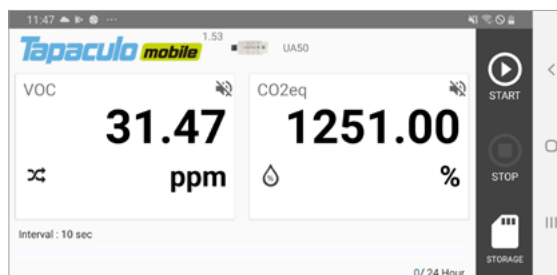 11:47
Tapaculo mobile 1.53 UA50
VOC
31.47
ppm
CO2eq
1251.00
%
Interval : 10 sec
0/ 24 Hour
START
STOP
STORAGE